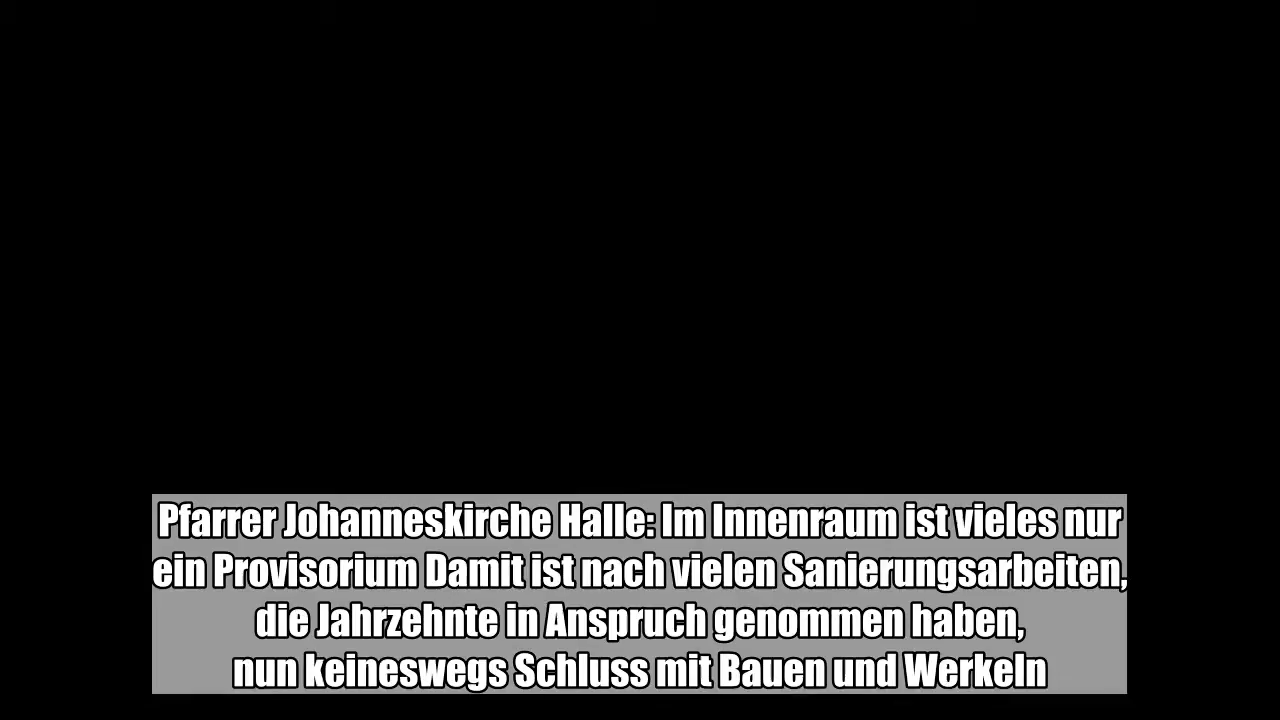 Pfarrer Johanneskirche Halle: Im Innenraum ist vieles nur
ein Provisorium Damit ist nach vielen Sanierungsarbeiten,
die Jahrzehnte in Anspruch genommen haben,
nun keineswegs Schluss mit Bauen und Werkeln